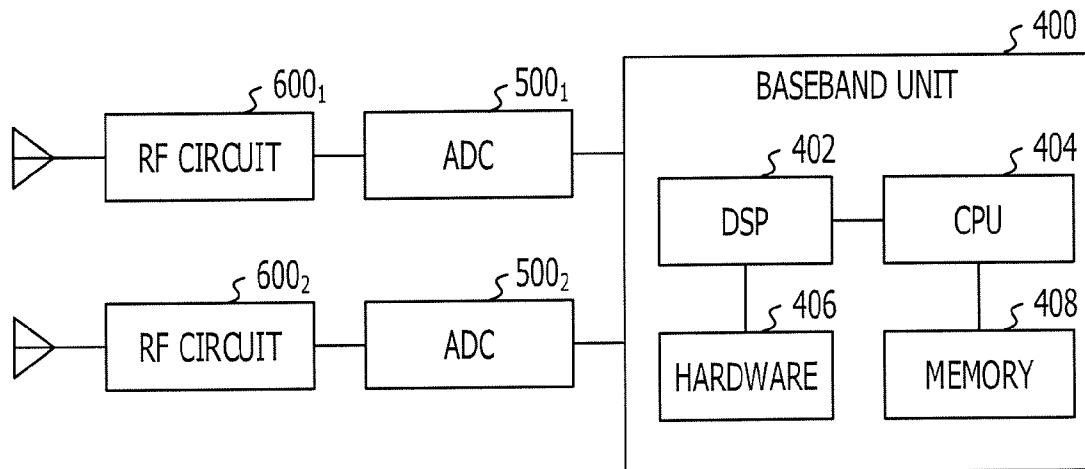 400
BASEBAND UNIT
600₁
500₁
RF CIRCUIT
ADC
402
404
DSP
CPU
600₂
500₂
RF CIRCUIT
ADC
406
408
HARDWARE
MEMORY